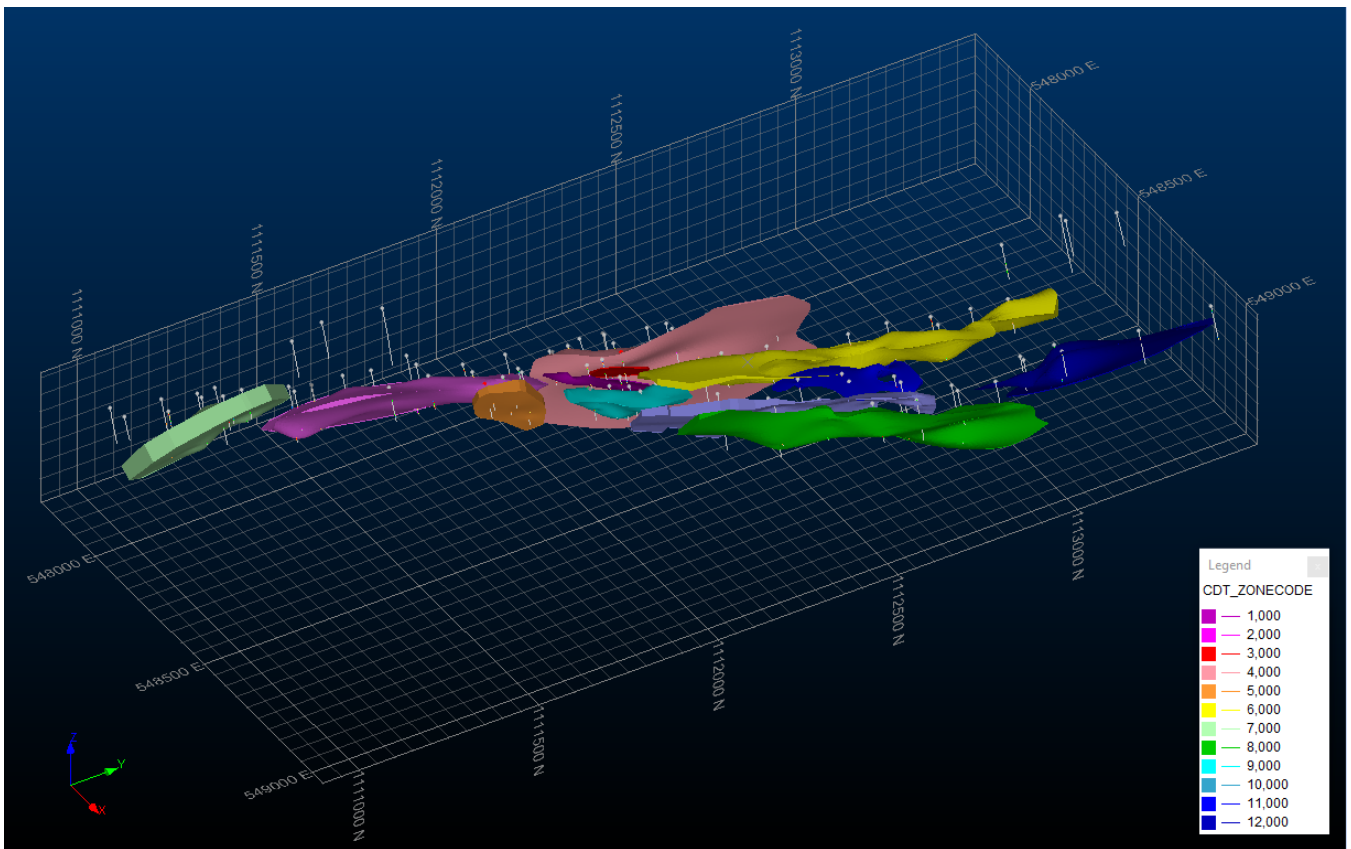 1113000 N
548000 E
1112500 N
1112000 N
548500 E
1111500 N
549000 E
1111000 N
548000 E
548500 E
549000 E
1111000 N
1111500 N
1112000 N
1112500 N
1113000 N
Z
Y
X
Legend
x
CDT_ZONECODE
1,000
2,000
3,000
4,000
5,000
6,000
7,000
8,000
9,000
10,000
11,000
12,000